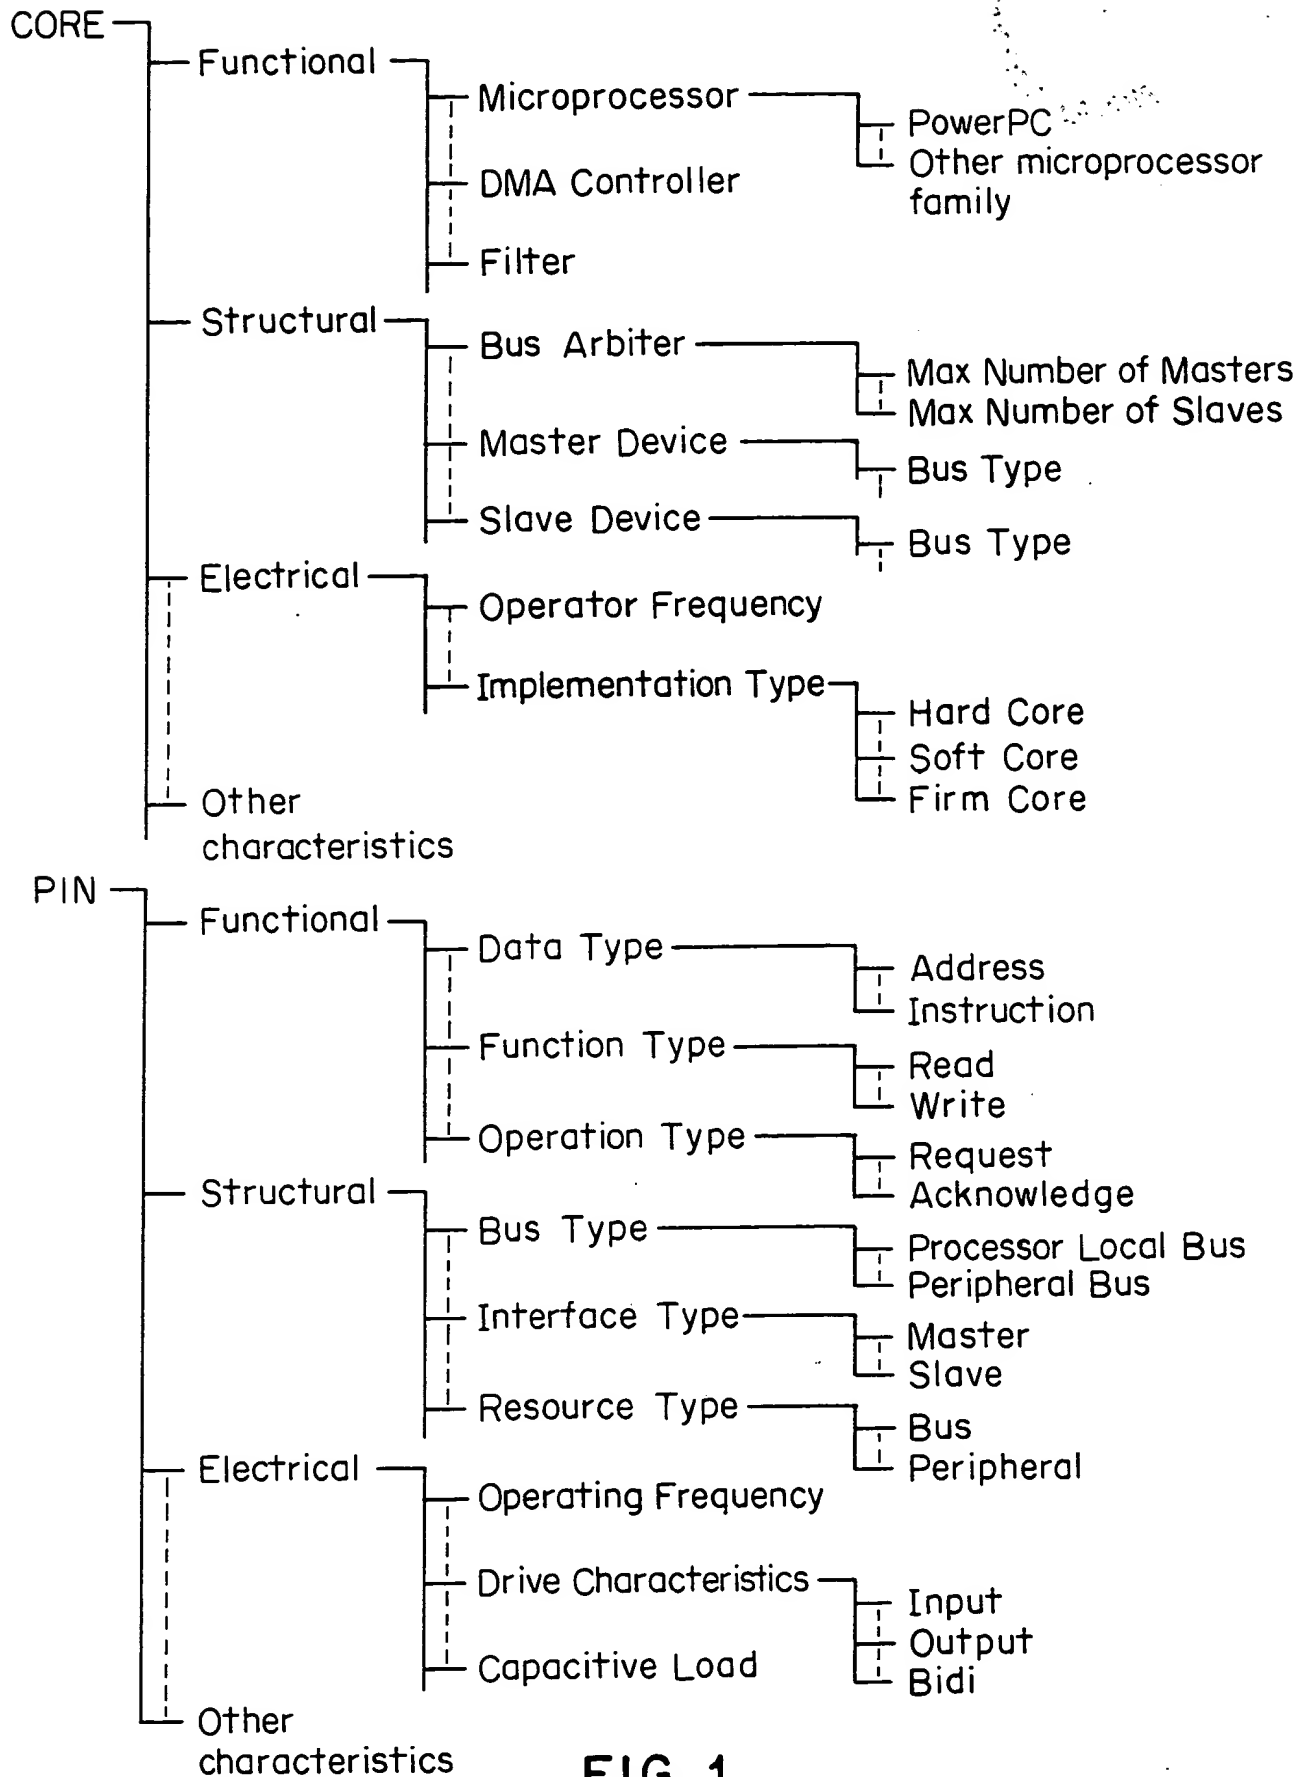 CORE
Functional
Microprocessor
PowerPC
Other microprocessor
family
DMA Controller
Filter
Structural
Bus Arbiter
Max Number of Masters
Max Number of Slaves
Master Device
Bus Type
Slave Device
Bus Type
Electrical
Operator Frequency
Implementation Type
Hard Core
Soft Core
Firm Core
Other
characteristics
PIN
Functional
Data Type
Address
Instruction
Function Type
Read
Write
Operation Type
Request
Acknowledge
Structural
Bus Type
Processor Local Bus
Peripheral Bus
Interface Type
Master
Slave
Resource Type
Bus
Peripheral
Electrical
Operating Frequency
Drive Characteristics
Input
Output
Bidi
Capacitive Load
Other
characteristics
FIG. 1